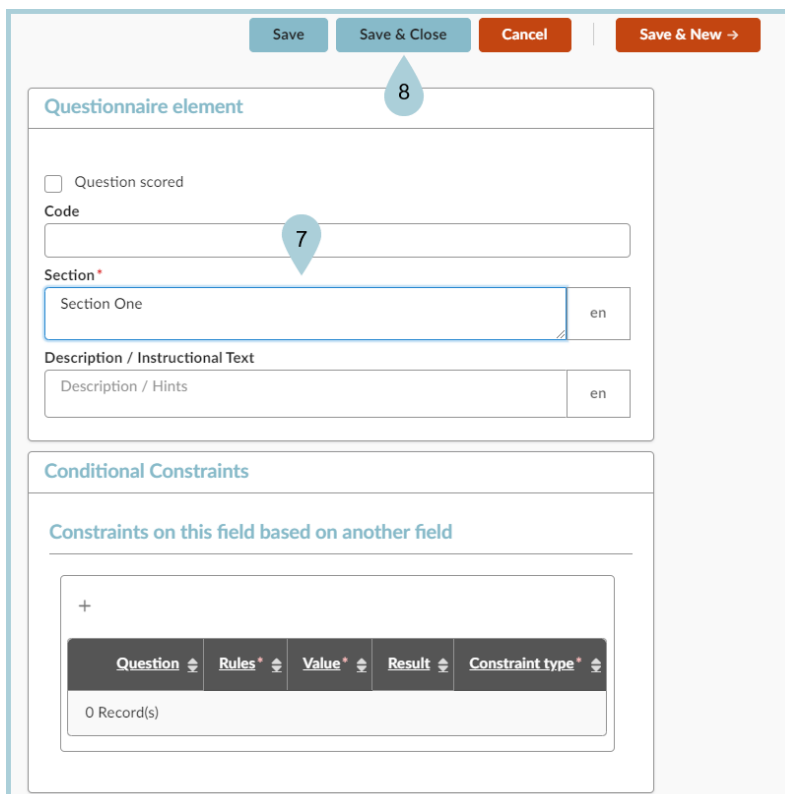 Save Save & Close Cancel Save & New →
8
Questionnaire element
Question scored
Code
7
Section*
Section One
en
Description / Instructional Text
Description / Hints
en
Conditional Constraints
Constraints on this field based on another field
+
Question Rules* Value* Result Constraint type*
0 Record(s)